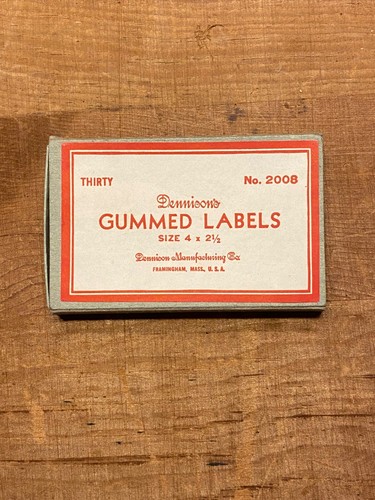 THIRTY No. 2008
Dennison's
GUMMED LABELS
SIZE 4 x 2½
Dennison Manufacturing Co.
FRAMINGHAM, MASS., U. S. A.